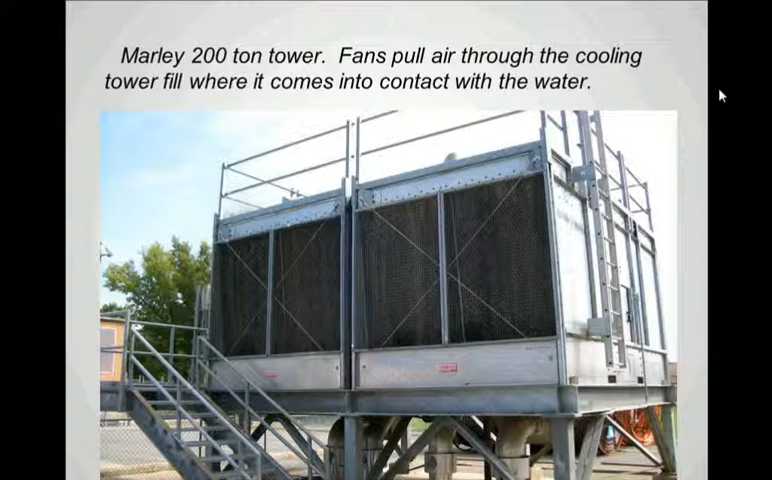 Marley 200 ton tower.  Fans pull air through the cooling
tower fill where it comes into contact with the water.